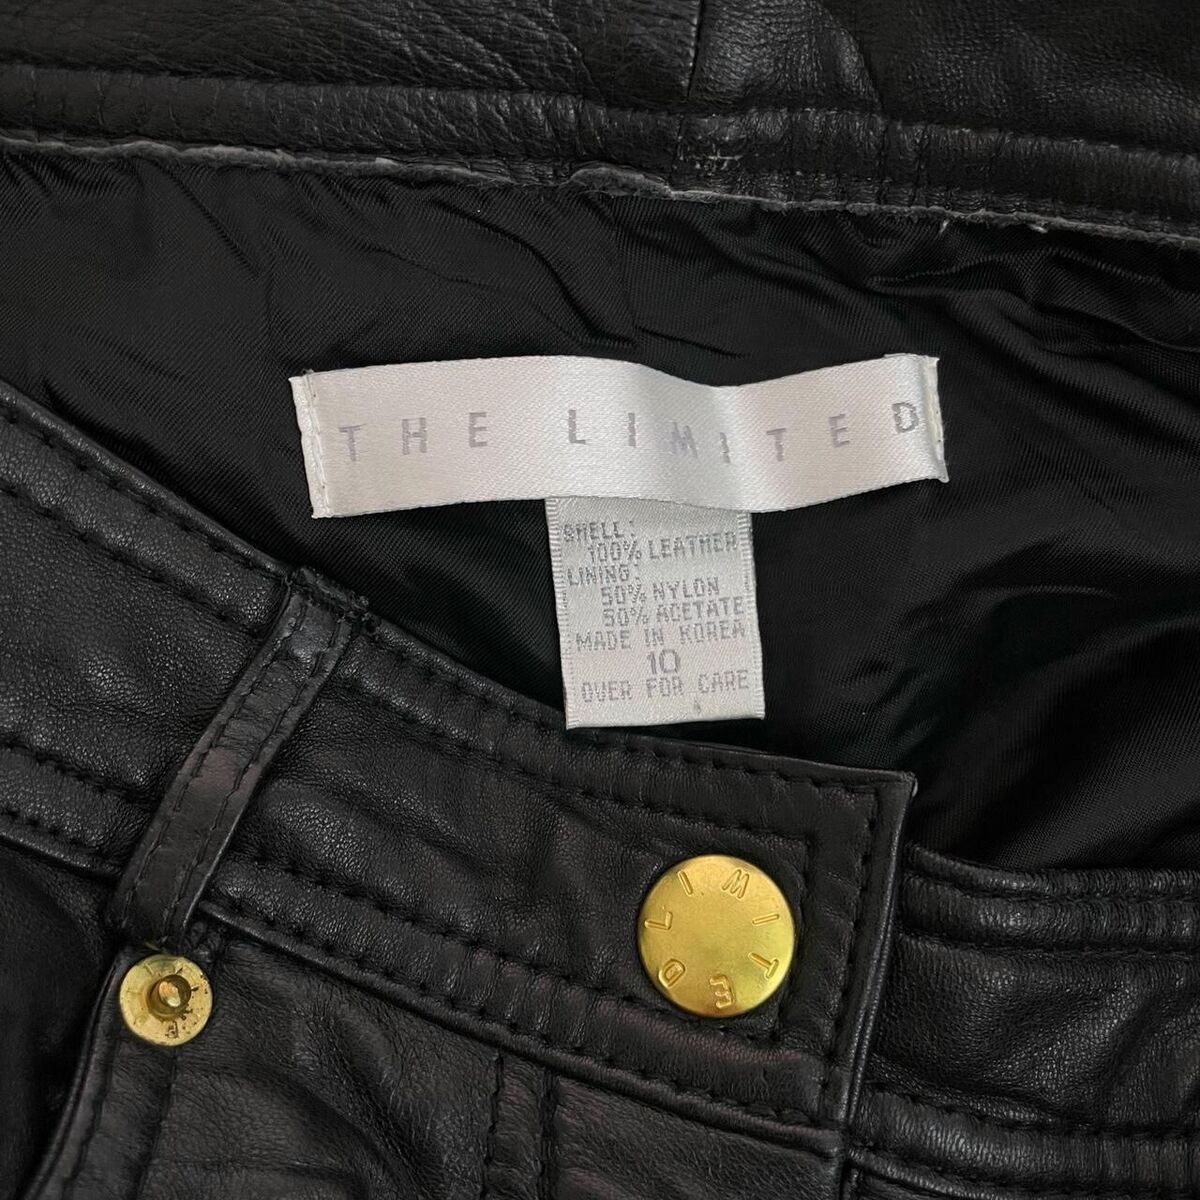 THE LIMITED
SHELL:
100% LEATHER
LINING:
50% NYLON
50% ACETATE
MADE IN KOREA
10
OVER FOR CARE
LIMITED